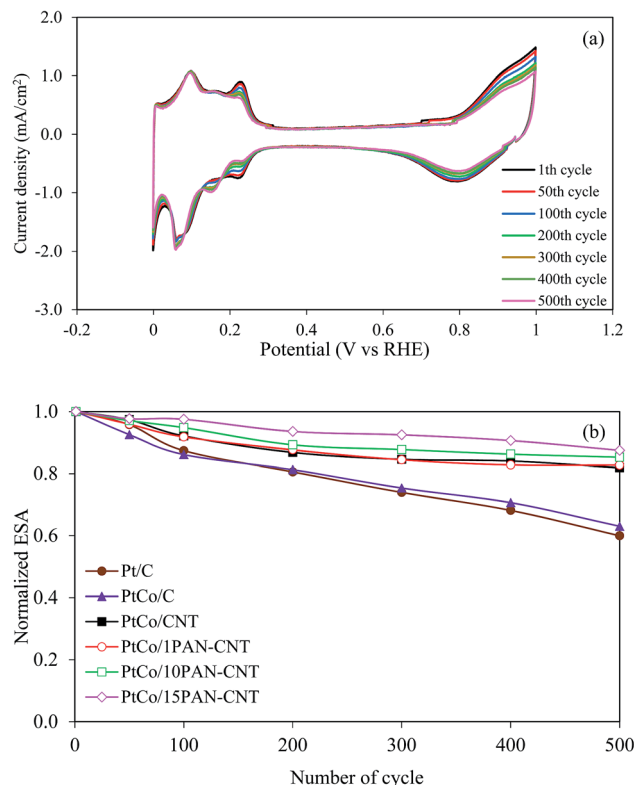 2.0
(a)
1.0
0.0
-1.0
-2.0
-3.0
Current density (mA/cm²)
1th cycle
50th cycle
100th cycle
200th cycle
300th cycle
400th cycle
500th cycle
-0.2 0 0.2 0.4 0.6 0.8 1 1.2
Potential (V vs RHE)
1.0
(b)
0.8
0.6
0.4
0.2
0.0
Normalized ESA
Pt/C
PtCo/C
PtCo/CNT
PtCo/1PAN-CNT
PtCo/10PAN-CNT
PtCo/15PAN-CNT
0 100 200 300 400 500
Number of cycle